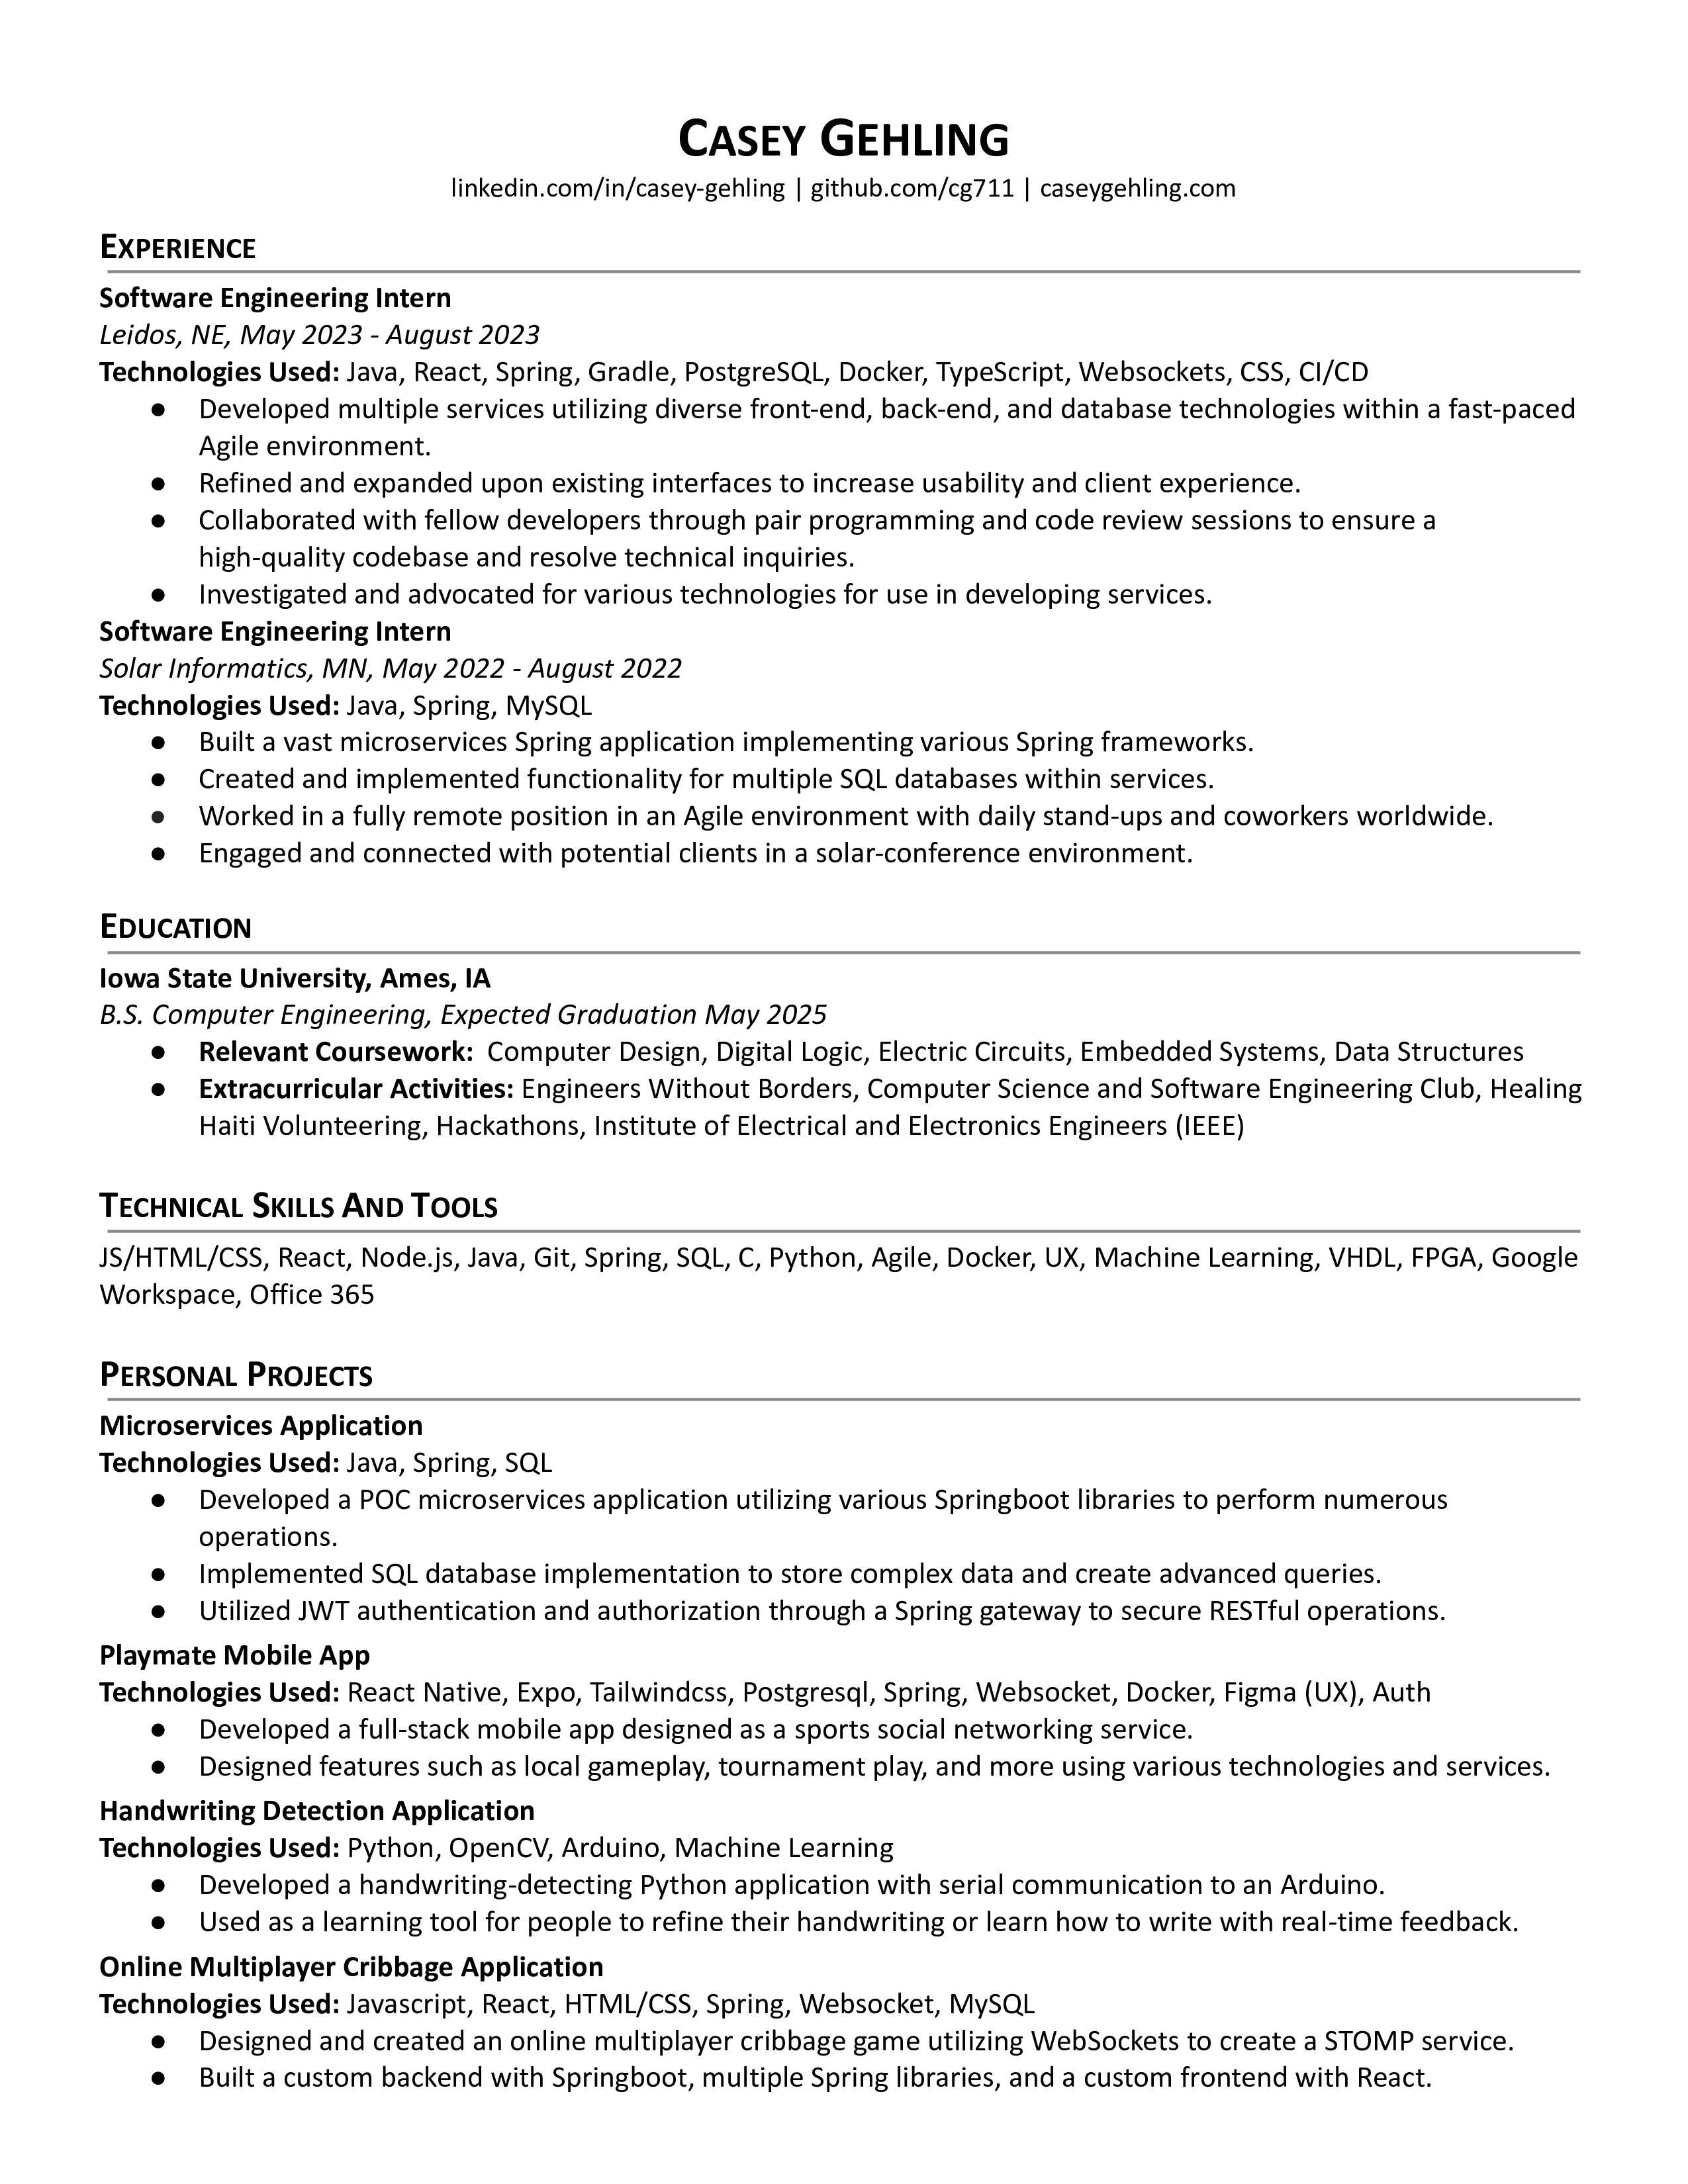 CASEY GEHLING
linkedin.com/in/casey-gehling | github.com/cg711 | caseygehling.com
EXPERIENCE
Software Engineering Intern
Leidos, NE, May 2023 - August 2023
Technologies Used: Java, React, Spring, Gradle, PostgreSQL, Docker, TypeScript, Websockets, CSS, CI/CD
● Developed multiple services utilizing diverse front-end, back-end, and database technologies within a fast-paced
Agile environment.
● Refined and expanded upon existing interfaces to increase usability and client experience.
● Collaborated with fellow developers through pair programming and code review sessions to ensure a
high-quality codebase and resolve technical inquiries.
● Investigated and advocated for various technologies for use in developing services.
Software Engineering Intern
Solar Informatics, MN, May 2022 - August 2022
Technologies Used: Java, Spring, MySQL
● Built a vast microservices Spring application implementing various Spring frameworks.
● Created and implemented functionality for multiple SQL databases within services.
● Worked in a fully remote position in an Agile environment with daily stand-ups and coworkers worldwide.
● Engaged and connected with potential clients in a solar-conference environment.
EDUCATION
Iowa State University, Ames, IA
B.S. Computer Engineering, Expected Graduation May 2025
● Relevant Coursework: Computer Design, Digital Logic, Electric Circuits, Embedded Systems, Data Structures
● Extracurricular Activities: Engineers Without Borders, Computer Science and Software Engineering Club, Healing
Haiti Volunteering, Hackathons, Institute of Electrical and Electronics Engineers (IEEE)
TECHNICAL SKILLS AND TOOLS
JS/HTML/CSS, React, Node.js, Java, Git, Spring, SQL, C, Python, Agile, Docker, UX, Machine Learning, VHDL, FPGA, Google
Workspace, Office 365
PERSONAL PROJECTS
Microservices Application
Technologies Used: Java, Spring, SQL
● Developed a POC microservices application utilizing various Springboot libraries to perform numerous
operations.
● Implemented SQL database implementation to store complex data and create advanced queries.
● Utilized JWT authentication and authorization through a Spring gateway to secure RESTful operations.
Playmate Mobile App
Technologies Used: React Native, Expo, Tailwindcss, Postgresql, Spring, Websocket, Docker, Figma (UX), Auth
● Developed a full-stack mobile app designed as a sports social networking service.
● Designed features such as local gameplay, tournament play, and more using various technologies and services.
Handwriting Detection Application
Technologies Used: Python, OpenCV, Arduino, Machine Learning
● Developed a handwriting-detecting Python application with serial communication to an Arduino.
● Used as a learning tool for people to refine their handwriting or learn how to write with real-time feedback.
Online Multiplayer Cribbage Application
Technologies Used: Javascript, React, HTML/CSS, Spring, Websocket, MySQL
● Designed and created an online multiplayer cribbage game utilizing WebSockets to create a STOMP service.
● Built a custom backend with Springboot, multiple Spring libraries, and a custom frontend with React.